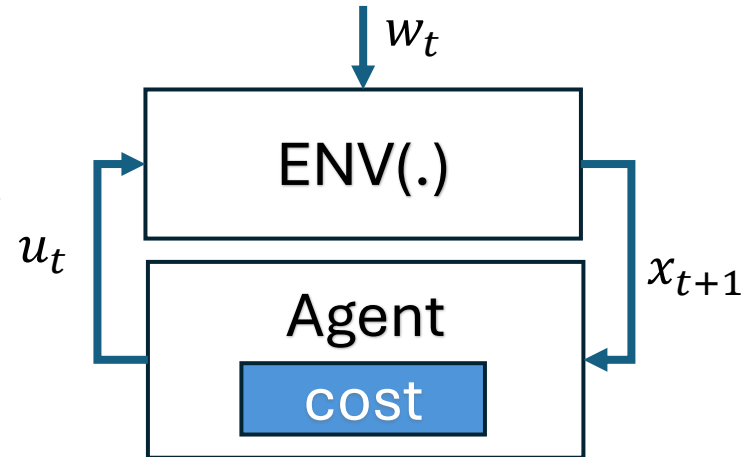 w_t
ENV(.)
u_t
x_{t+1}
Agent
cost